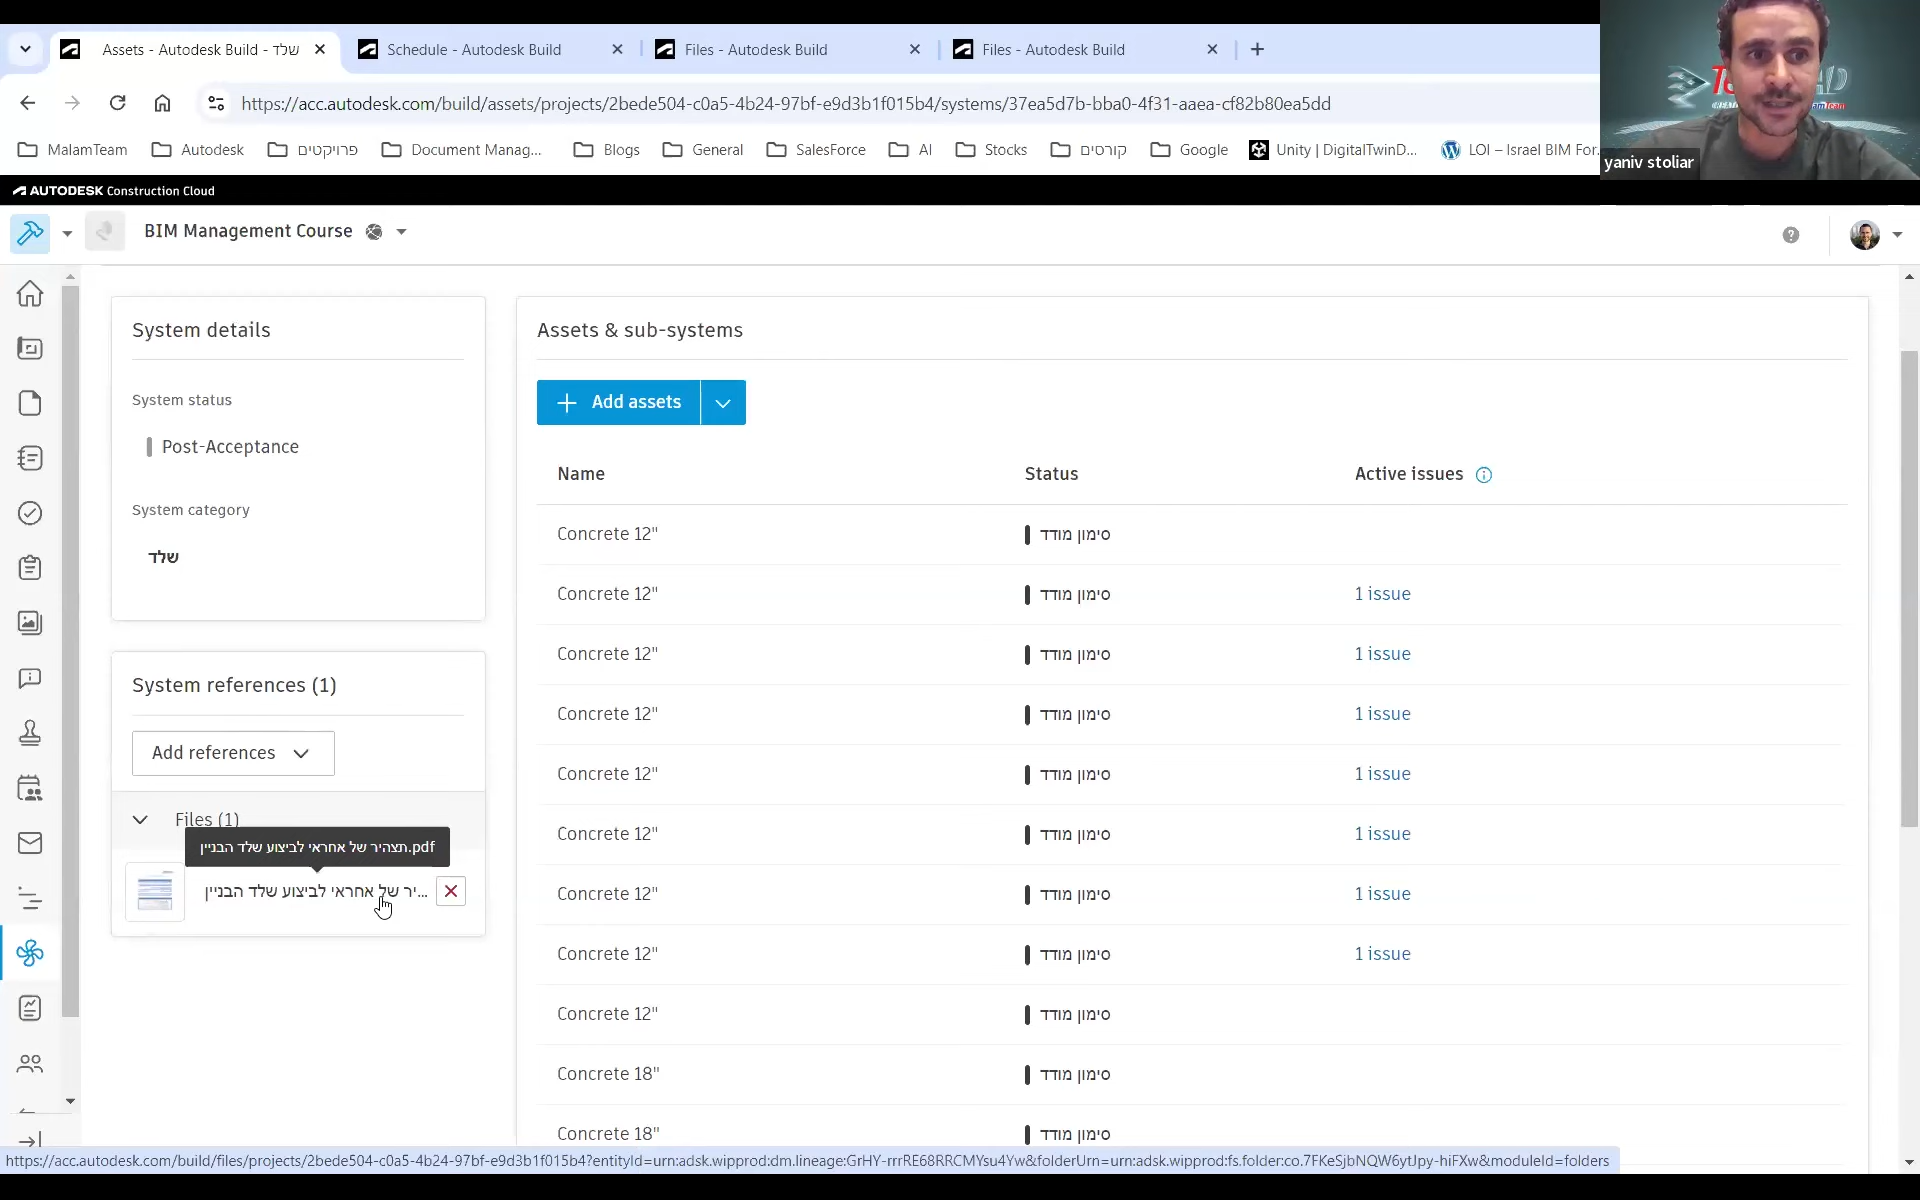 Assets - Autodesk Build - שלד
Schedule - Autodesk Build
Files - Autodesk Build
Files - Autodesk Build
https://acc.autodesk.com/build/assets/projects/2bede504-c0a5-4b24-97bf-e9d3b1f015b4/systems/37ea5d7b-bba0-4f31-aaea-cf82b80ea5dd
MalamTeam
Autodesk
פרויקטים
Document Manag...
Blogs
General
SalesForce
AI
Stocks
קורסים
Google
Unity | DigitalTwinD...
LOI – Israel BIM For...
yaniv stoliar
AUTODESK Construction Cloud
BIM Management Course
System details
System status
Post-Acceptance
System category
שלד
System references (1)
Add references
Files (1)
תצהיר של אחראי לביצוע שלד הבניין.pdf
...יר של אחראי לביצוע שלד הבניין
Assets & sub-systems
Add assets
Name Status Active issues
Concrete 12" סימון מודד
Concrete 12" סימון מודד 1 issue
Concrete 12" סימון מודד 1 issue
Concrete 12" סימון מודד 1 issue
Concrete 12" סימון מודד 1 issue
Concrete 12" סימון מודד 1 issue
Concrete 12" סימון מודד 1 issue
Concrete 12" סימון מודד 1 issue
Concrete 12" סימון מודד
Concrete 18" סימון מודד
Concrete 18" סימון מודד
https://acc.autodesk.com/build/files/projects/2bede504-c0a5-4b24-97bf-e9d3b1f015b4?entityId=urn:adsk.wipprod:dm.lineage:GrHY-rrrRE68RRCMYsu4Yw&folderUrn=urn:adsk.wipprod:fs.folder:co.7FKeSjbNQW6ytJpy-hiFXw&moduleId=folders